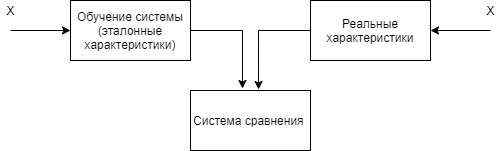 X
Обучение системы
(эталонные
характеристики)
Реальные
характеристики
X
Система сравнения